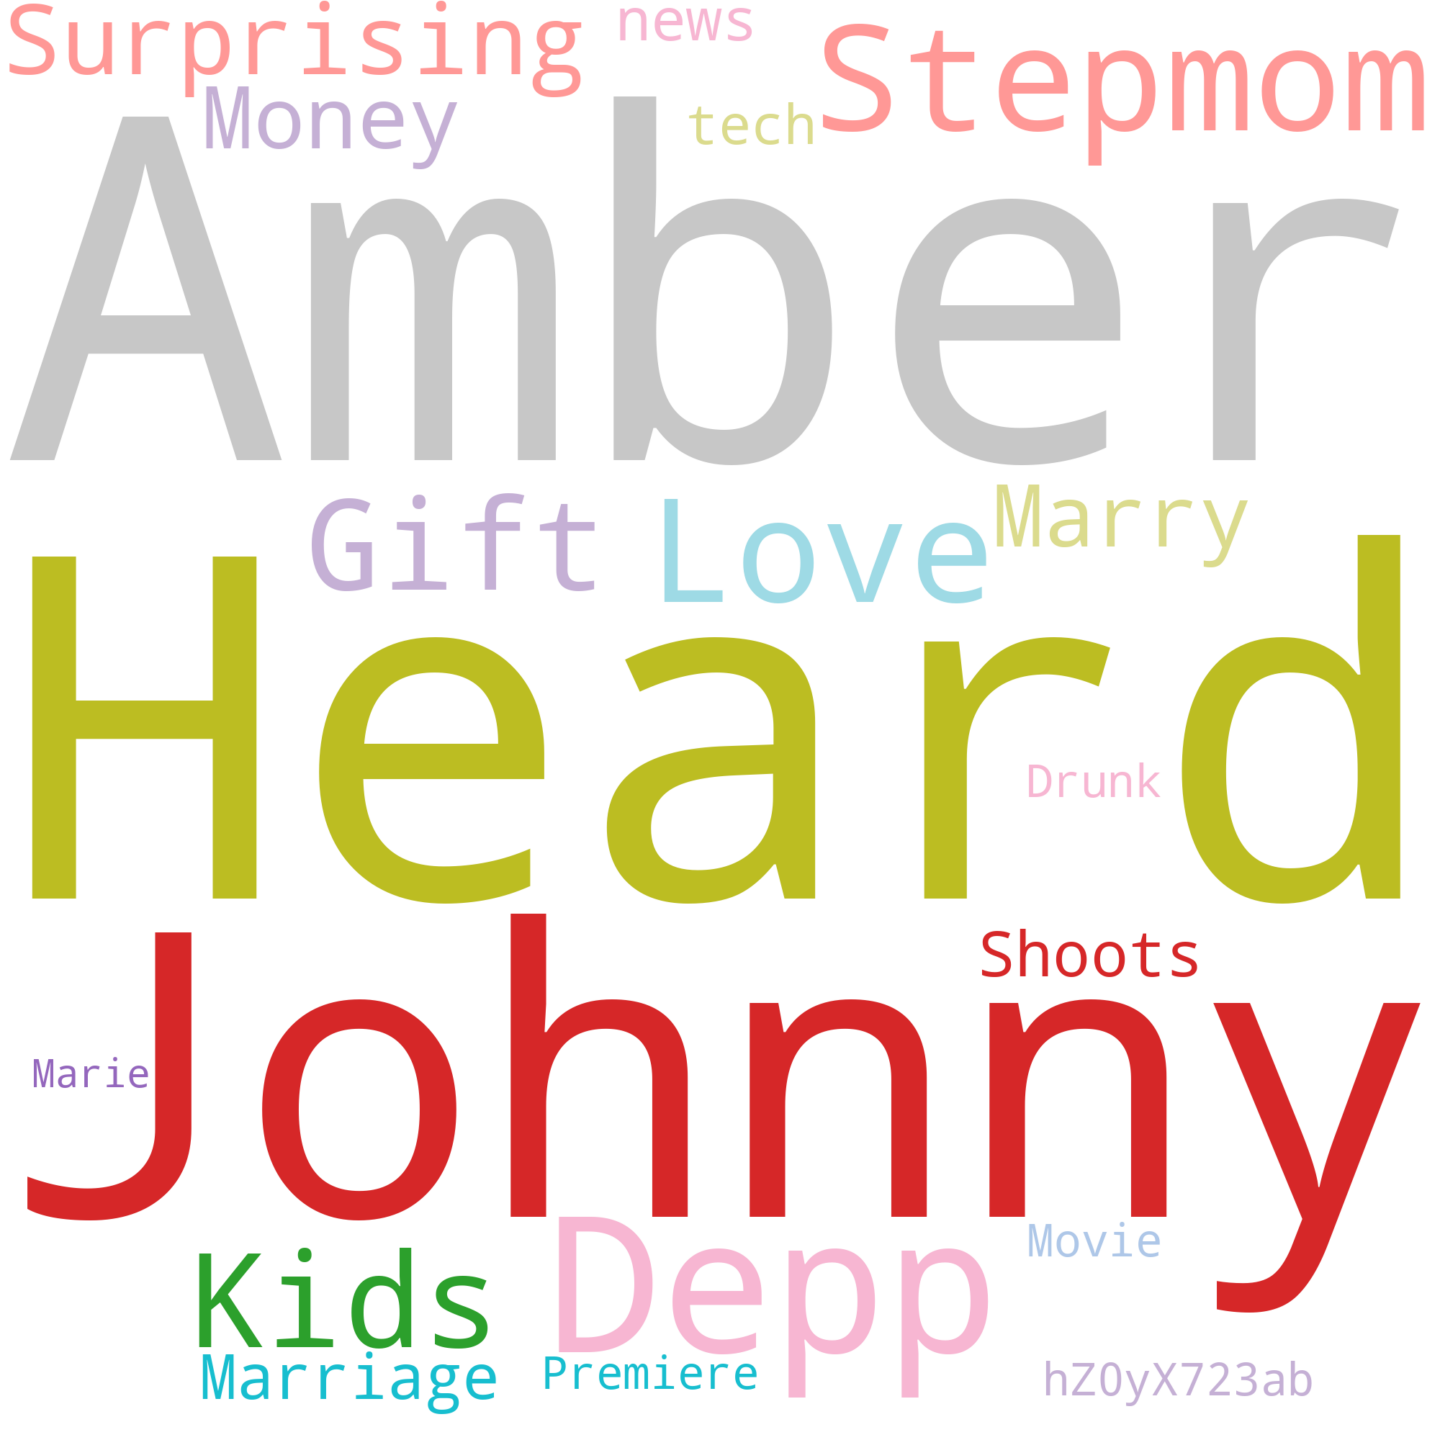 Surprising
news
Stepmom
Money
tech
Amber
Gift
Love
Marry
Heard
Drunk
Johnny
Shoots
Marie
Kids
Depp
Movie
Marriage
Premiere
hZ0yX723ab